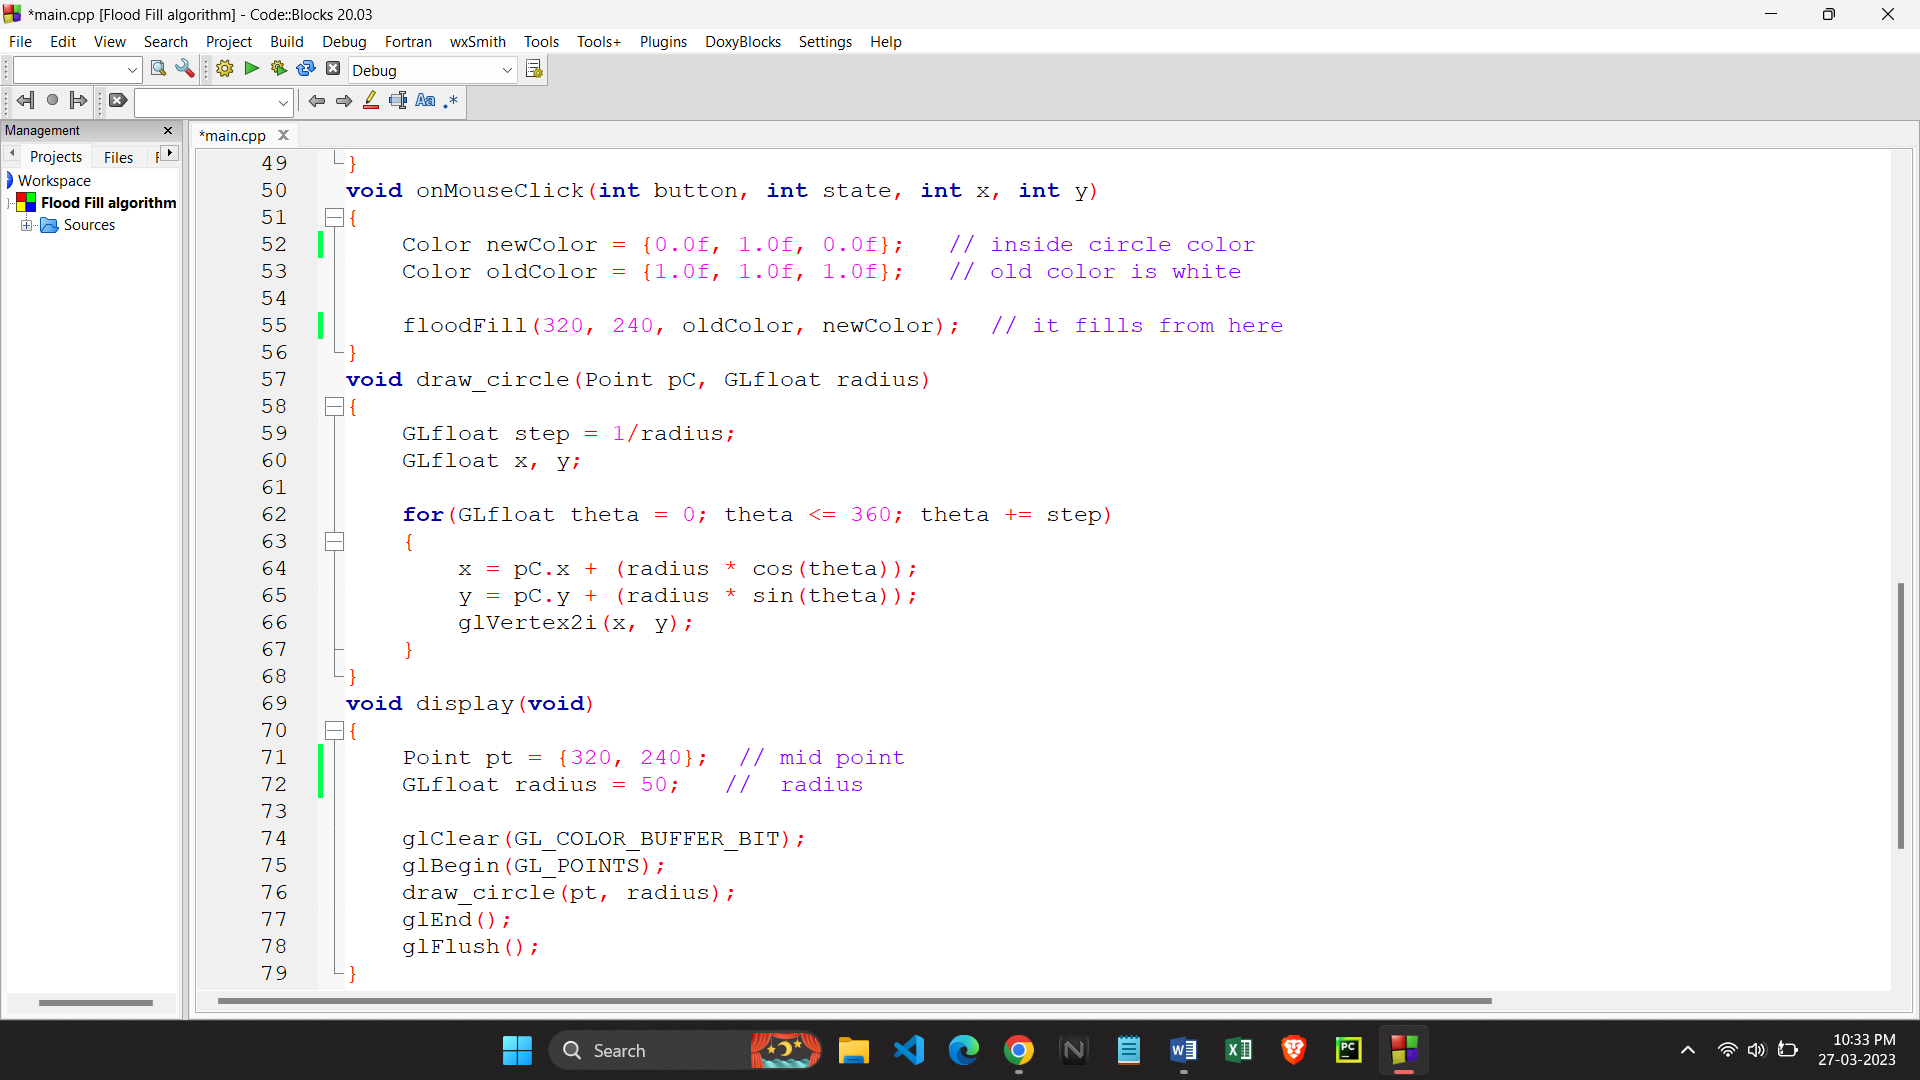 *main.cpp [Flood Fill algorithm] - Code::Blocks 20.03
File Edit View Search Project Build Debug Fortran wxSmith Tools Tools+ Plugins DoxyBlocks Settings Help
Debug
Aa .*
Management
*main.cpp
Projects Files
Workspace
Flood Fill algorithm
Sources
49 }
50 void onMouseClick(int button, int state, int x, int y)
51 {
52     Color newColor = {0.0f, 1.0f, 0.0f};   // inside circle color
53     Color oldColor = {1.0f, 1.0f, 1.0f};   // old color is white
54
55     floodFill(320, 240, oldColor, newColor);  // it fills from here
56 }
57 void draw_circle(Point pC, GLfloat radius)
58 {
59     GLfloat step = 1/radius;
60     GLfloat x, y;
61
62     for(GLfloat theta = 0; theta <= 360; theta += step)
63     {
64         x = pC.x + (radius * cos(theta));
65         y = pC.y + (radius * sin(theta));
66         glVertex2i(x, y);
67     }
68 }
69 void display(void)
70 {
71     Point pt = {320, 240};  // mid point
72     GLfloat radius = 50;   //  radius
73
74     glClear(GL_COLOR_BUFFER_BIT);
75     glBegin(GL_POINTS);
76     draw_circle(pt, radius);
77     glEnd();
78     glFlush();
79 }
Search
PC
10:33 PM
27-03-2023